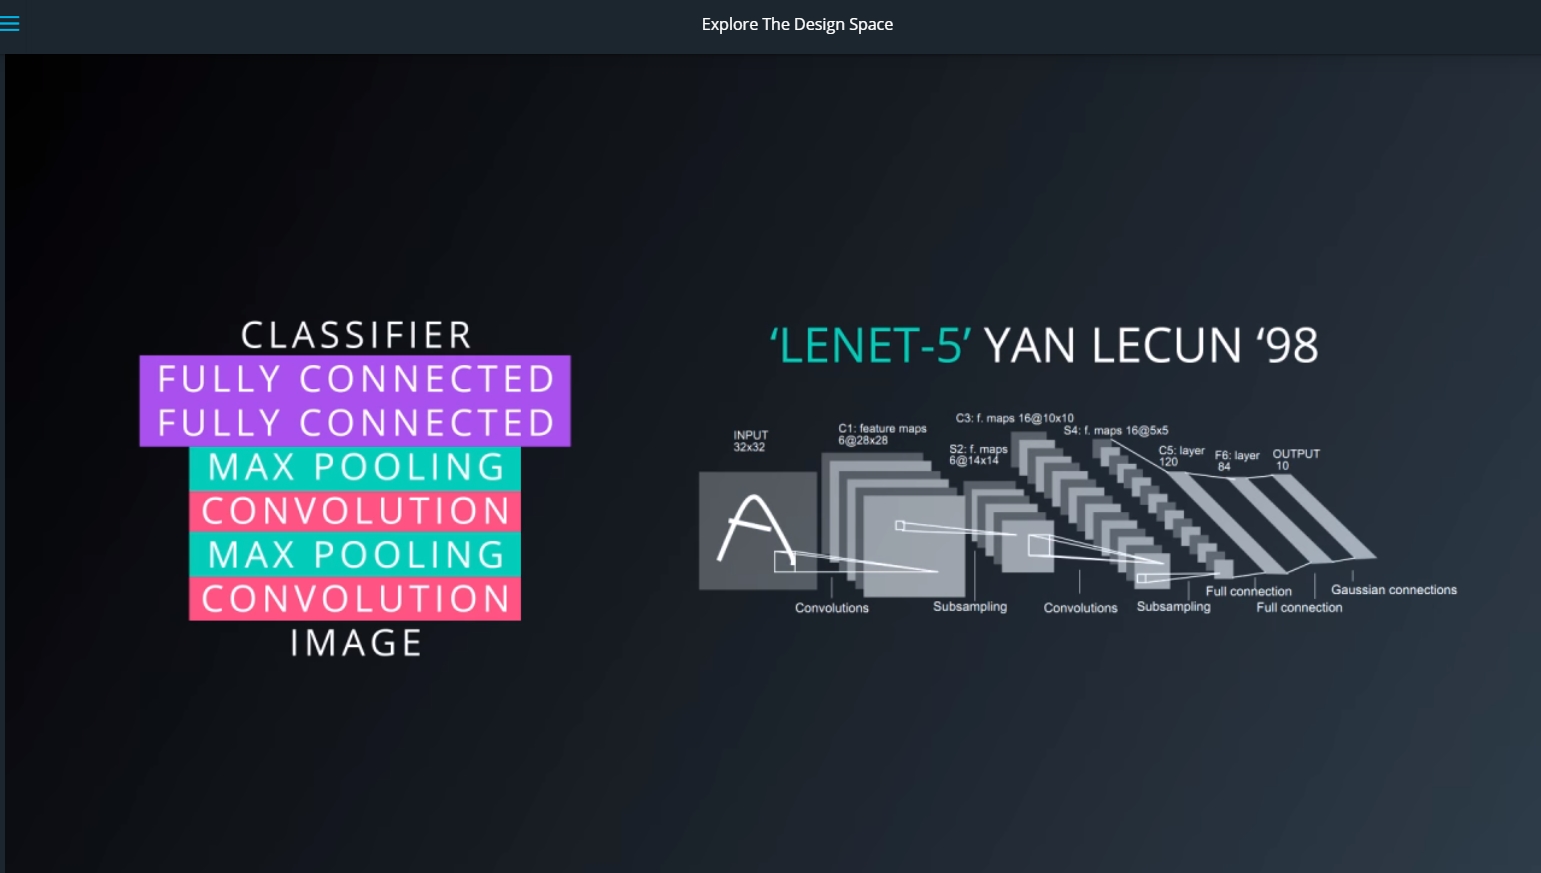 Explore The Design Space
CLASSIFIER
FULLY CONNECTED
FULLY CONNECTED
MAX POOLING
CONVOLUTION
MAX POOLING
CONVOLUTION
IMAGE
‘LENET-5’ YAN LECUN ‘98
INPUT
32x32
C1: feature maps
6@28x28
S2: f. maps
6@14x14
C3: f. maps 16@10x10
S4: f. maps 16@5x5
C5: layer
120
F6: layer
84
OUTPUT
10
A
Convolutions
Subsampling
Convolutions
Subsampling
Full connection
Full connection
Gaussian connections